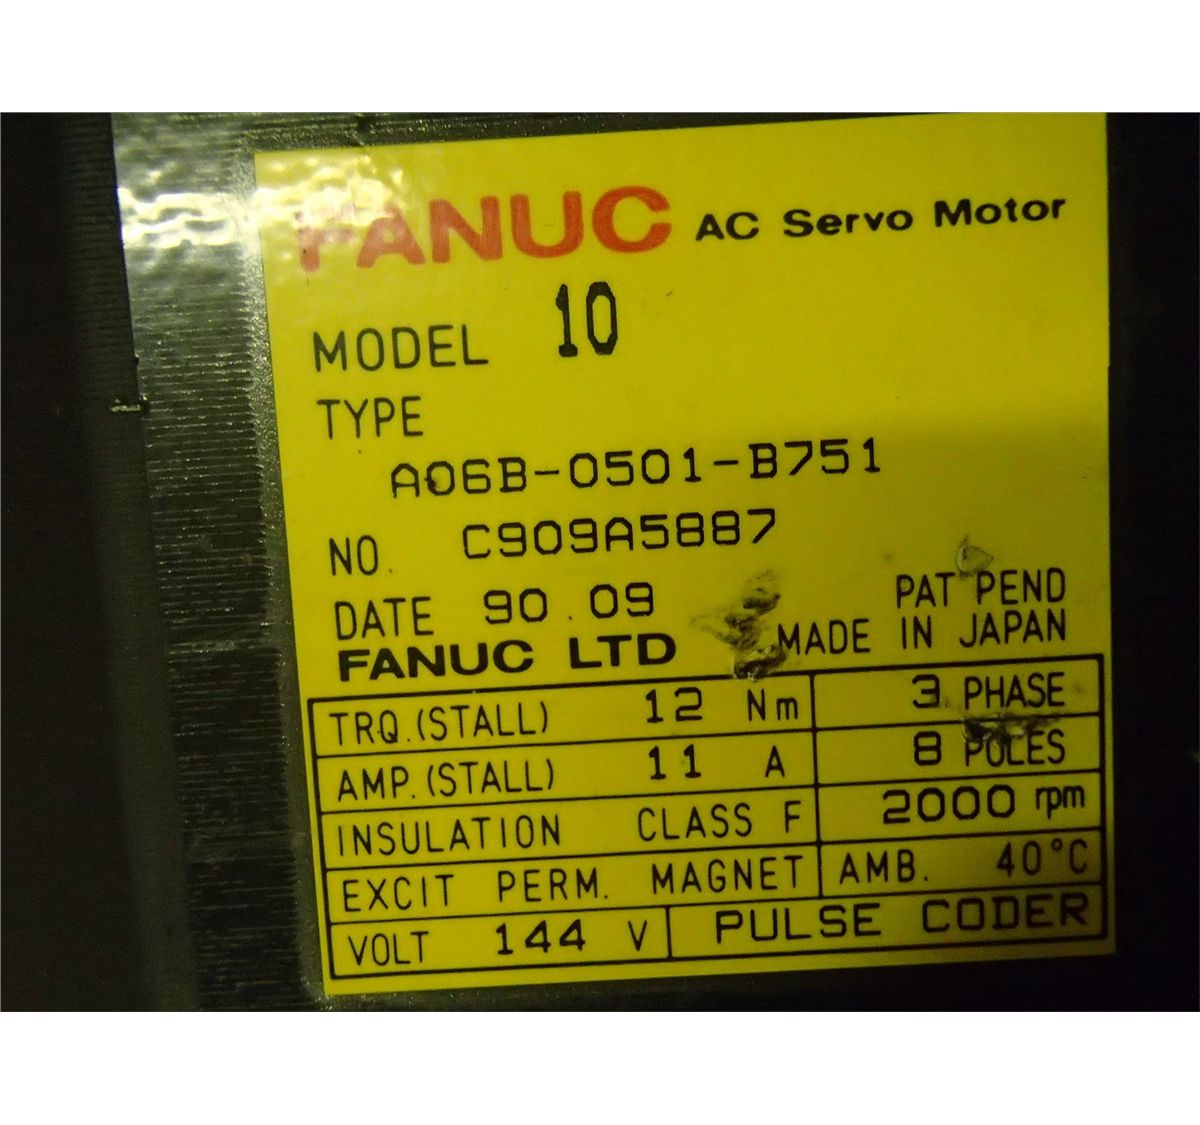 FANUC AC Servo Motor
MODEL 10
TYPE
A06B-0501-B751
NO. C909A5887
DATE 90.09
PAT PEND
FANUC LTD
MADE IN JAPAN
TRQ.(STALL) 12 Nm 3 PHASE
AMP.(STALL) 11 A 8 POLES
INSULATION CLASS F 2000 rpm
EXCIT PERM. MAGNET AMB. 40°C
VOLT 144 V PULSE CODER